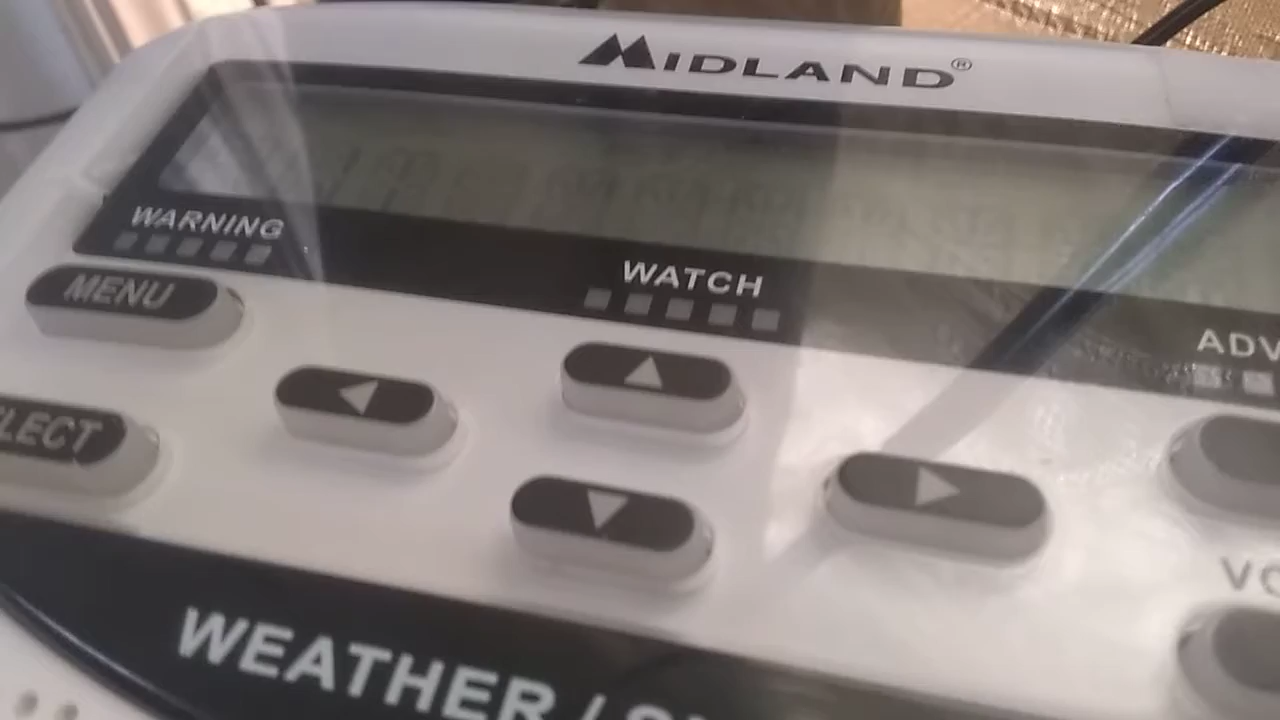 MIDLAND®
WARNING
WATCH
ADV
MENU
LECT
VO
WEATHER / S